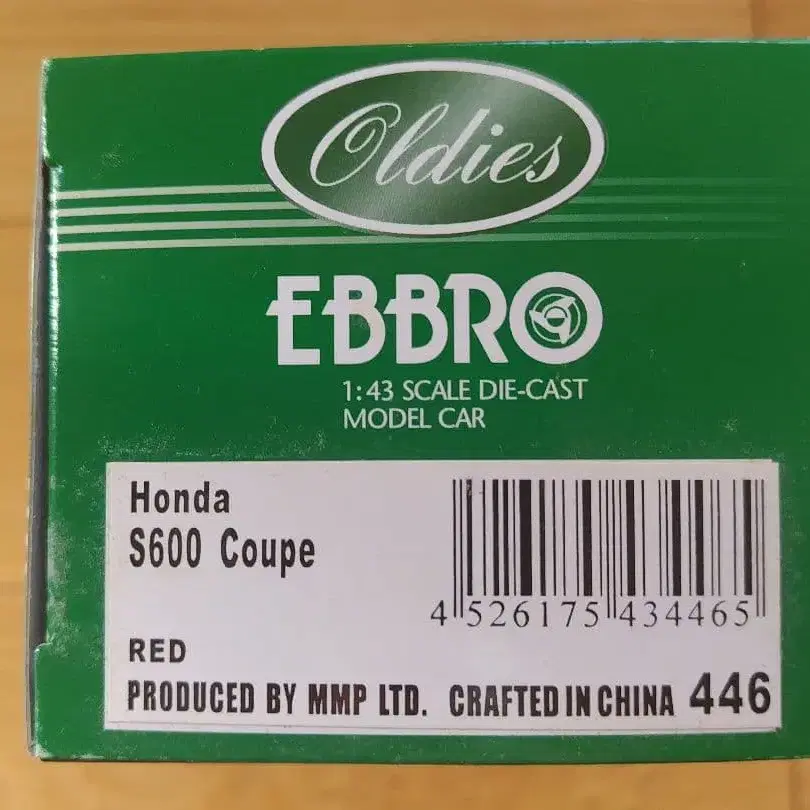 Oldies
EBBRO
1:43 SCALE DIE-CAST
MODEL CAR
Honda
S600 Coupe
4 526175 434465
RED
PRODUCED BY MMP LTD. CRAFTED IN CHINA 446